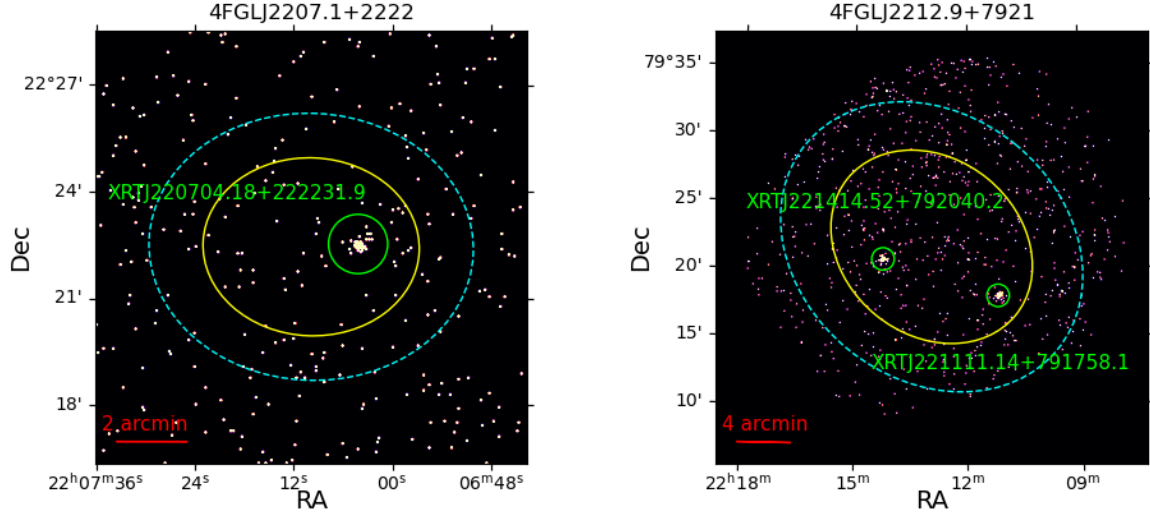 4FGLJ2207.1+2222
22°27'
24'
21'
18'
Dec
XRTJ220704.18+222231.9
2 arcmin
22ʰ07ᵐ36ˢ 24ˢ 12ˢ 00ˢ 06ᵐ48ˢ
RA
4FGLJ2212.9+7921
79°35'
30'
25'
20'
15'
10'
Dec
XRTJ221414.52+792040.2
XRTJ221111.14+791758.1
4 arcmin
22ʰ18ᵐ 15ᵐ 12ᵐ 09ᵐ
RA